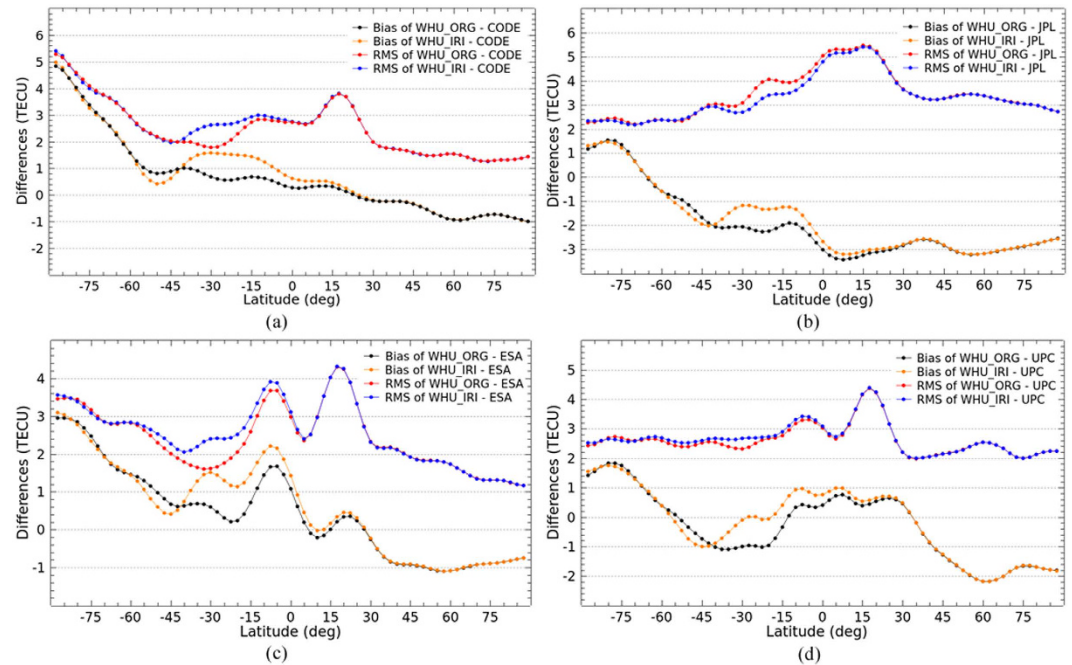 Bias of WHU_ORG - CODE
Bias of WHU_IRI - CODE
RMS of WHU_ORG - CODE
RMS of WHU_IRI - CODE
6
5
4
3
2
1
0
-1
-2
Differences (TECU)
-75 -60 -45 -30 -15 0 15 30 45 60 75
Latitude (deg)
(a)
Bias of WHU_ORG - JPL
Bias of WHU_IRI - JPL
RMS of WHU_ORG - JPL
RMS of WHU_IRI - JPL
6
5
4
3
2
1
0
-1
-2
-3
Differences (TECU)
-75 -60 -45 -30 -15 0 15 30 45 60 75
Latitude (deg)
(b)
Bias of WHU_ORG - ESA
Bias of WHU_IRI - ESA
RMS of WHU_ORG - ESA
RMS of WHU_IRI - ESA
4
3
2
1
0
-1
Differences (TECU)
-75 -60 -45 -30 -15 0 15 30 45 60 75
Latitude (deg)
(c)
Bias of WHU_ORG - UPC
Bias of WHU_IRI - UPC
RMS of WHU_ORG - UPC
RMS of WHU_IRI - UPC
5
4
3
2
1
0
-1
-2
Differences (TECU)
-75 -60 -45 -30 -15 0 15 30 45 60 75
Latitude (deg)
(d)